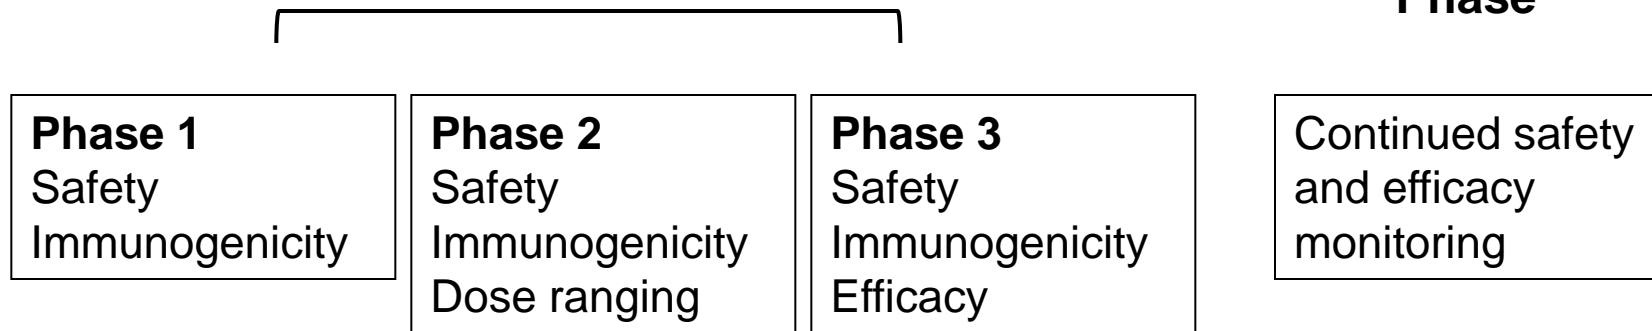 Phase
Phase 1
Safety
Immunogenicity
Phase 2
Safety
Immunogenicity
Dose ranging
Phase 3
Safety
Immunogenicity
Efficacy
Continued safety
and efficacy
monitoring